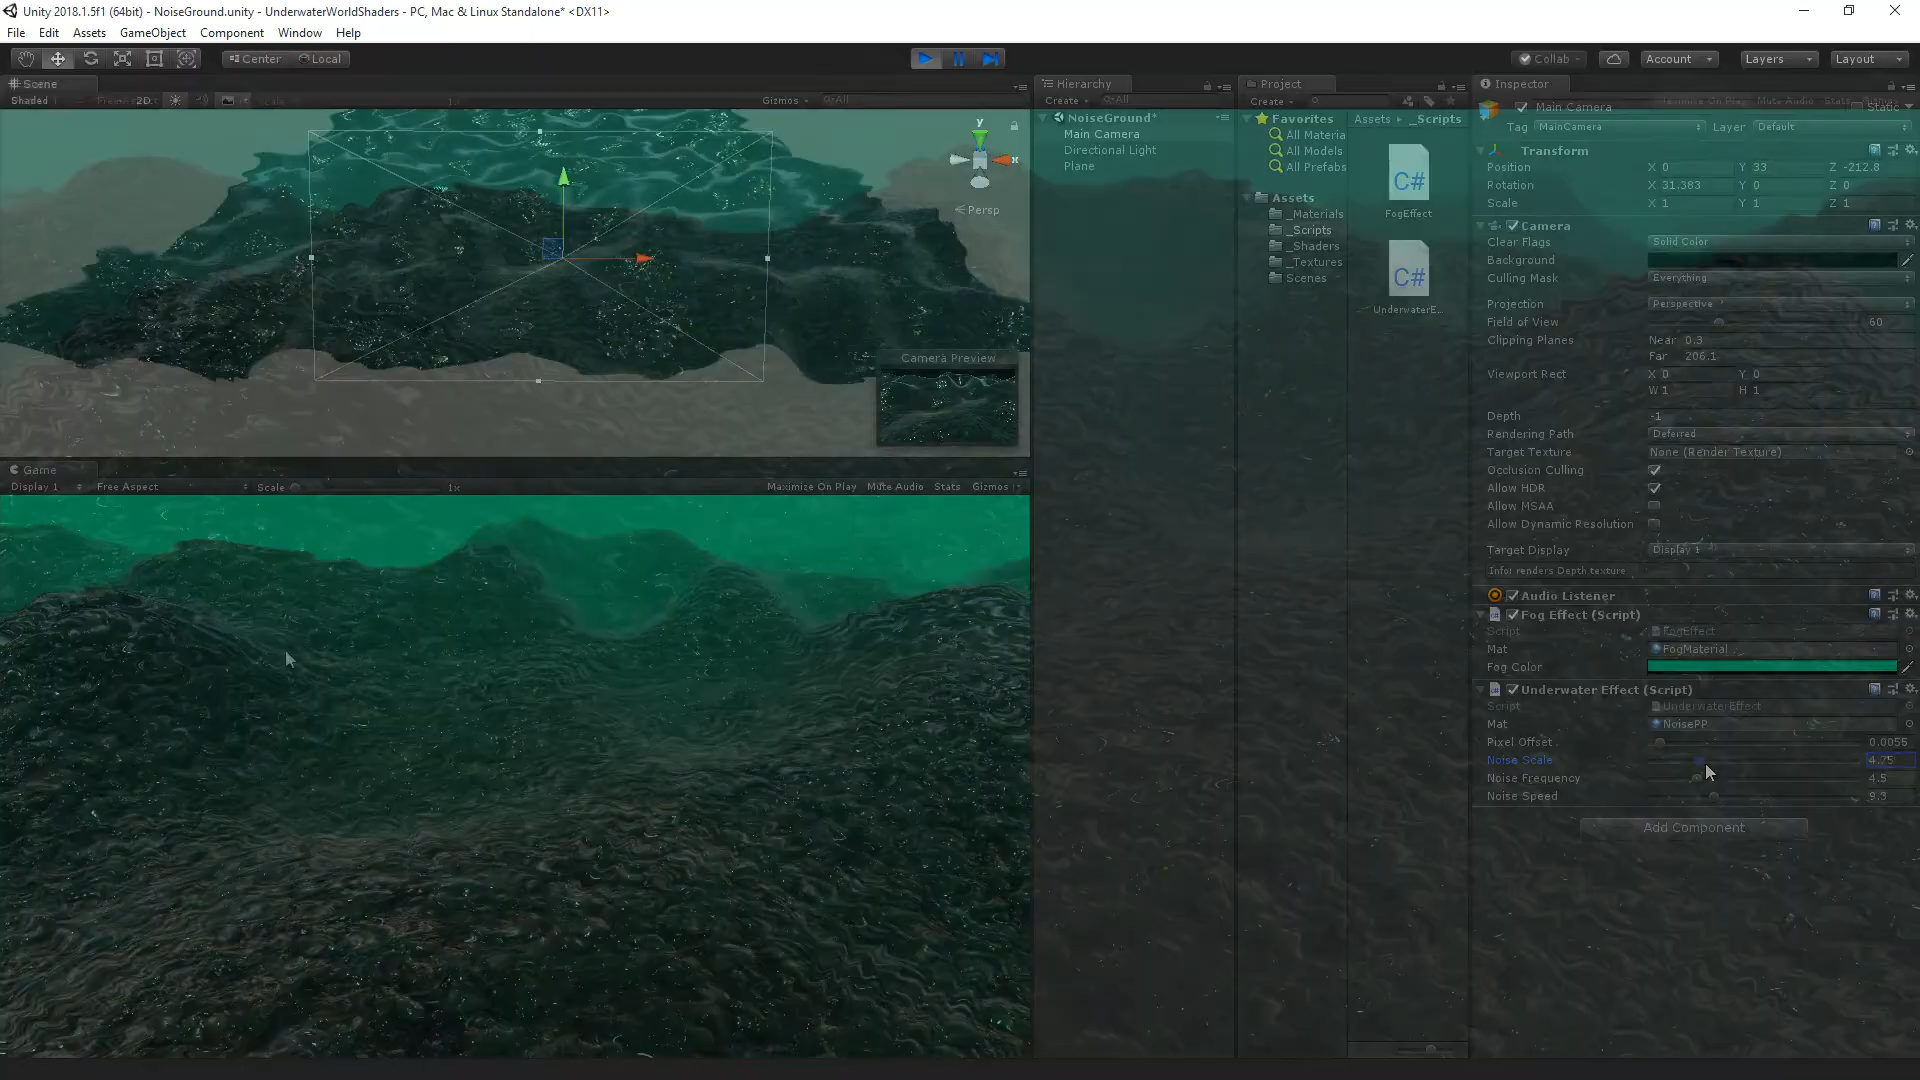 Unity 2018.1.5f1 (64bit) - NoiseGround.unity - UnderwaterWorldShaders - PC, Mac & Linux Standalone* <DX11>
File Edit Assets GameObject Component Window Help
Center Local
Collab Account Layers Layout
Scene
Shaded 2D Gizmos All
y
x
Persp
Camera Preview
Game
Display 1 Free Aspect Scale 1x Maximize On Play Mute Audio Stats Gizmos
Hierarchy
Create All
NoiseGround*
Main Camera
Directional Light
Plane
Project
Create
Favorites
All Materia
All Models
All Prefabs
Assets
_Materials
_Scripts
_Shaders
_Textures
Scenes
Assets _Scripts
C#
FogEffect
C#
UnderwaterE...
Inspector
Main Camera Static
Tag MainCamera Layer Default
Transform
Position X 0 Y 33 Z -212.8
Rotation X 31.383 Y 0 Z 0
Scale X 1 Y 1 Z 1
Camera
Clear Flags Solid Color
Background
Culling Mask Everything
Projection Perspective
Field of View 60
Clipping Planes Near 0.3
Far 206.1
Viewport Rect X 0 Y 0
W 1 H 1
Depth -1
Rendering Path Deferred
Target Texture None (Render Texture)
Occlusion Culling
Allow HDR
Allow MSAA
Allow Dynamic Resolution
Target Display Display 1
Info: renders Depth texture
Audio Listener
Fog Effect (Script)
Script FogEffect
Mat FogMaterial
Fog Color
Underwater Effect (Script)
Script UnderwaterEffect
Mat NoisePP
Pixel Offset 0.0055
Noise Scale 4.75
Noise Frequency 4.5
Noise Speed 9.3
Add Component